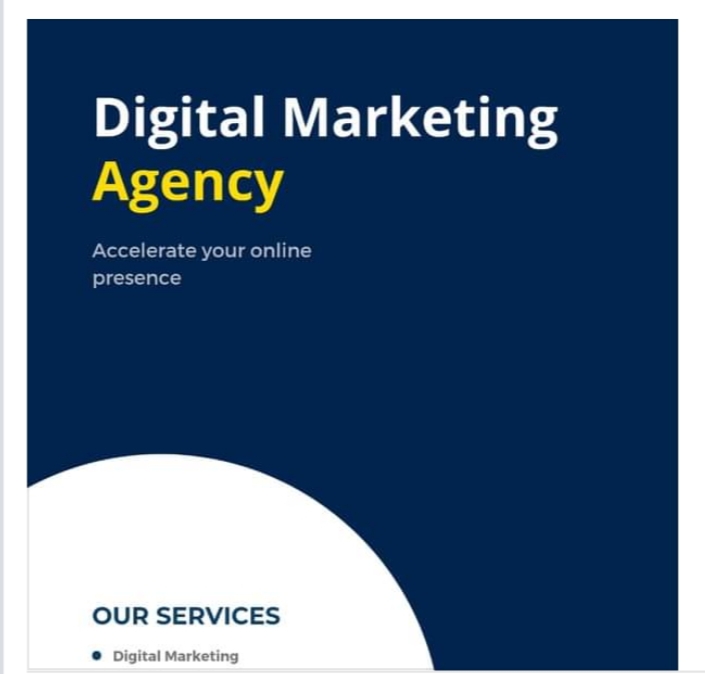 Digital Marketing
Agency
Accelerate your online
presence
OUR SERVICES
Digital Marketing